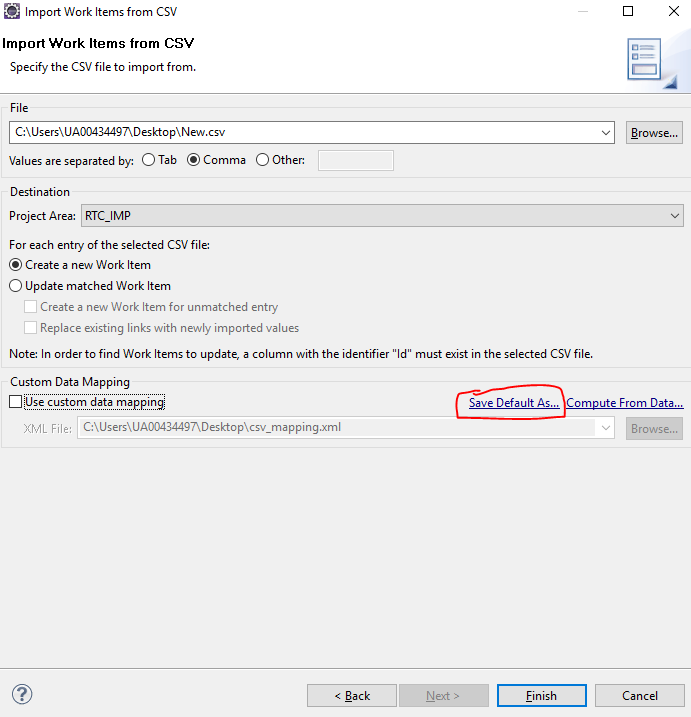 Import Work Items from CSV
Import Work Items from CSV
Specify the CSV file to import from.
File
C:\Users\UA00434497\Desktop\New.csv
Browse...
Values are separated by: Tab Comma Other:
Destination
Project Area: RTC_IMP
For each entry of the selected CSV file:
Create a new Work Item
Update matched Work Item
Create a new Work Item for unmatched entry
Replace existing links with newly imported values
Note: In order to find Work Items to update, a column with the identifier "Id" must exist in the selected CSV file.
Custom Data Mapping
Use custom data mapping Save Default As... Compute From Data...
XML File: C:\Users\UA00434497\Desktop\csv_mapping.xml Browse...
? < Back Next > Finish Cancel